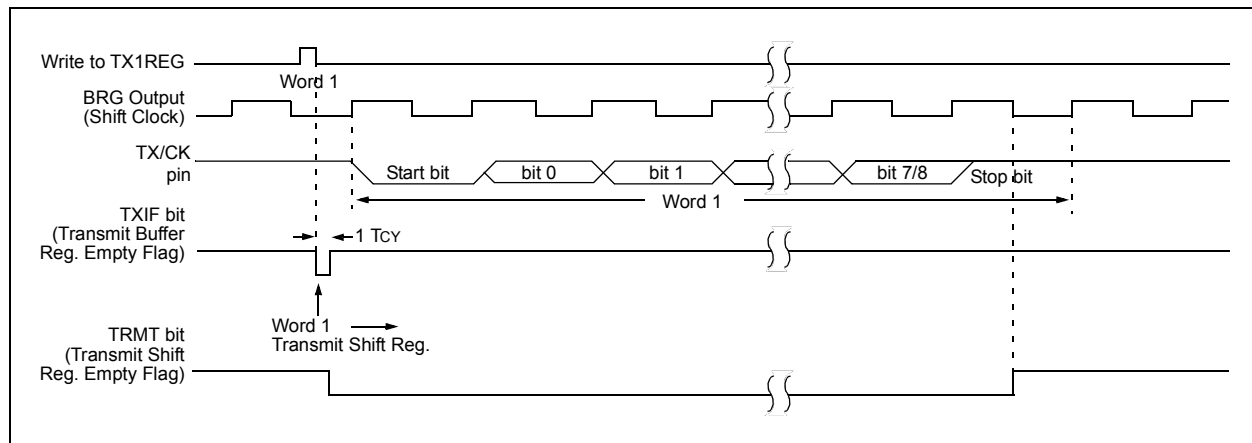 Write to TX1REG
Word 1
BRG Output
(Shift Clock)
TX/CK
pin
Start bit
bit 0
bit 1
bit 7/8
Stop bit
Word 1
TXIF bit
(Transmit Buffer
Reg. Empty Flag)
1 TCY
Word 1
Transmit Shift Reg.
TRMT bit
(Transmit Shift
Reg. Empty Flag)